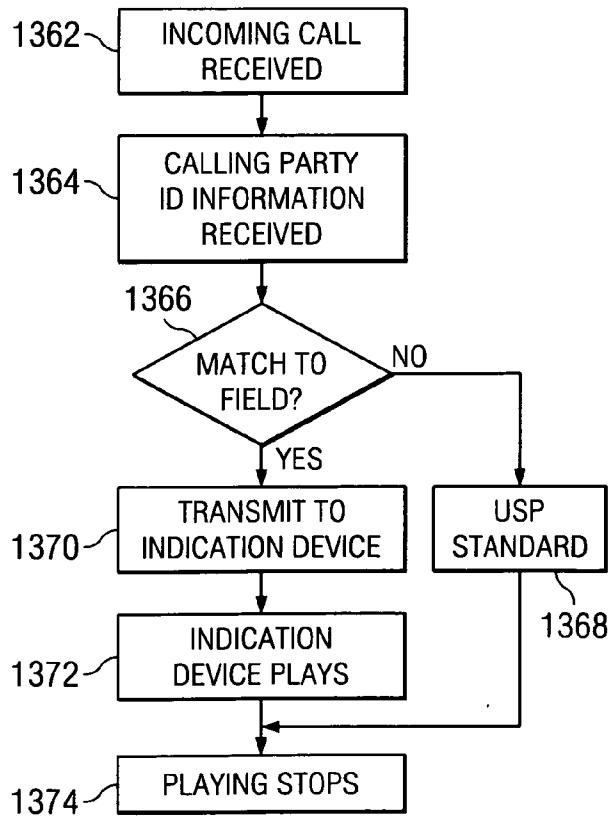 1362
INCOMING CALL
RECEIVED
1364
CALLING PARTY
ID INFORMATION
RECEIVED
1366
MATCH TO
FIELD?
NO
YES
1370
TRANSMIT TO
INDICATION DEVICE
USP
STANDARD
1368
1372
INDICATION
DEVICE PLAYS
1374
PLAYING STOPS